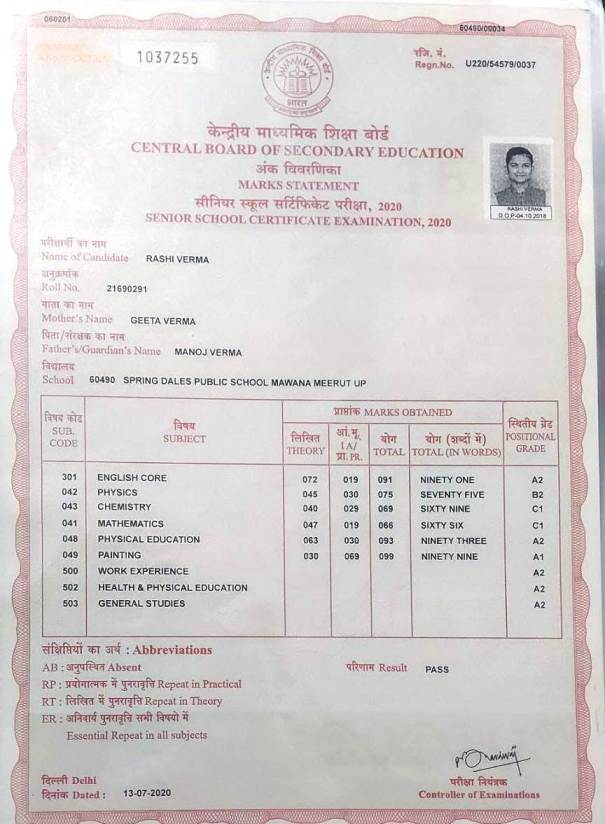 060201
60490/00034
1037255
रजि. नं.
Regn.No. U220/54579/0037
भारत
केन्द्रीय माध्यमिक शिक्षा बोर्ड
CENTRAL BOARD OF SECONDARY EDUCATION
अंक विवरणिका
MARKS STATEMENT
सीनियर स्कूल सर्टिफिकेट परीक्षा, 2020
SENIOR SCHOOL CERTIFICATE EXAMINATION, 2020
RASHI VERMA
D.O.P-04.10.2018
परीक्षार्थी का नाम
Name of Candidate RASHI VERMA
अनुक्रमांक
Roll No. 21690291
माता का नाम
Mother's Name GEETA VERMA
पिता/संरक्षक का नाम
Father's/Guardian's Name MANOJ VERMA
विद्यालय
School 60490 SPRING DALES PUBLIC SCHOOL MAWANA MEERUT UP
विषय कोड SUB. CODE
विषय SUBJECT
प्राप्तांक MARKS OBTAINED
लिखित THEORY
आं.मू. IA/ प्रा. PR.
योग TOTAL
योग (शब्दों में) TOTAL (IN WORDS)
स्थितीय ग्रेड POSITIONAL GRADE
301 ENGLISH CORE 072 019 091 NINETY ONE A2
042 PHYSICS 045 030 075 SEVENTY FIVE B2
043 CHEMISTRY 040 029 069 SIXTY NINE C1
041 MATHEMATICS 047 019 066 SIXTY SIX C1
048 PHYSICAL EDUCATION 063 030 093 NINETY THREE A2
049 PAINTING 030 069 099 NINETY NINE A1
500 WORK EXPERIENCE A2
502 HEALTH & PHYSICAL EDUCATION A2
503 GENERAL STUDIES A2
संक्षिप्तियों का अर्थ : Abbreviations
AB : अनुपस्थित Absent
परिणाम Result PASS
RP : प्रयोगात्मक में पुनरावृत्ति Repeat in Practical
RT : लिखित में पुनरावृत्ति Repeat in Theory
ER : अनिवार्य पुनरावृत्ति सभी विषयो में
Essential Repeat in all subjects
दिल्ली Delhi
दिनांक Dated : 13-07-2020
परीक्षा नियंत्रक
Controller of Examinations